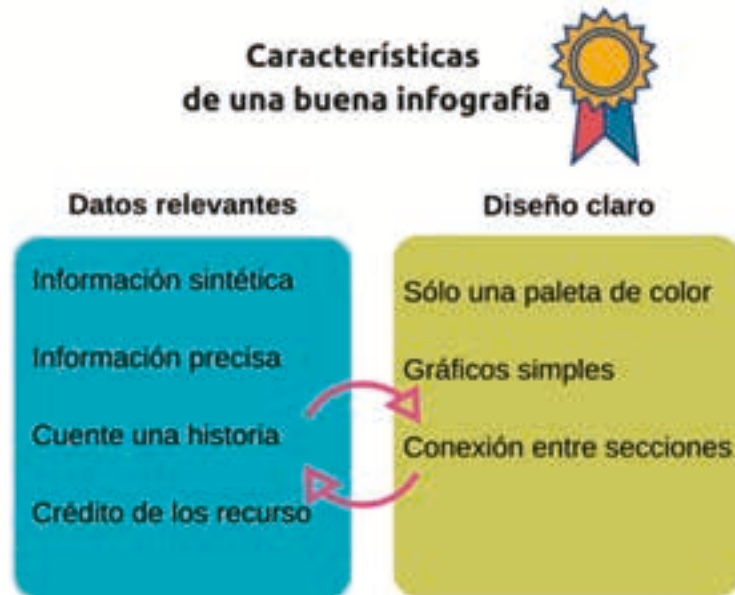 Características
de una buena infografía
Datos relevantes
Información sintética
Información precisa
Cuente una historia
Crédito de los recurso
Diseño claro
Sólo una paleta de color
Gráficos simples
Conexión entre secciones